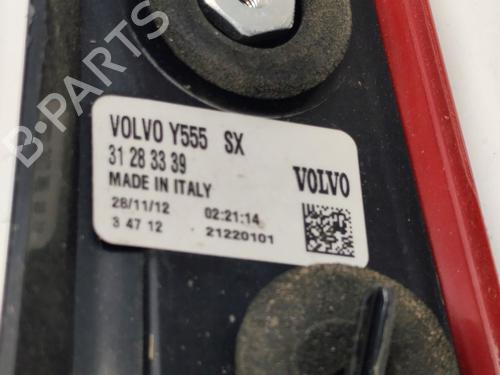 B-PARTS
VOLVO Y555 SX
31 28 33 39
MADE IN ITALY
VOLVO
28/11/12 02:21:14
3 47 12 21220101